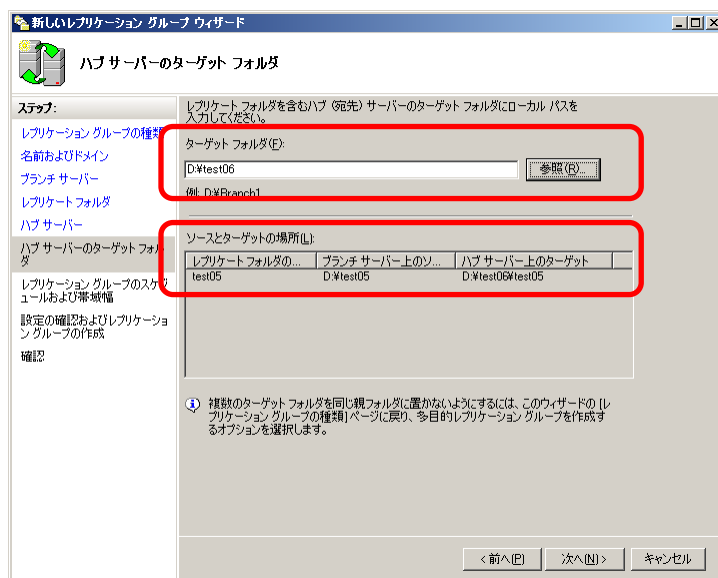 新しいレプリケーション グループ ウィザード
ハブ サーバーのターゲット フォルダ
ステップ:
レプリケーション グループの種類
名前およびドメイン
ブランチ サーバー
レプリケート フォルダ
ハブ サーバー
ハブ サーバーのターゲット フォル
ダ
レプリケーション グループのスケジ
ュールおよび帯域幅
設定の確認およびレプリケーショ
ン グループの作成
確認
レプリケート フォルダを含むハブ (宛先) サーバーのターゲット フォルダにローカル パスを
入力してください。
ターゲット フォルダ(F):
D:¥test06
参照(R)...
例: D:¥Branch1
ソースとターゲットの場所(L):
レプリケート フォルダの... ブランチ サーバー上のソ... ハブ サーバー上のターゲット
test05 D:¥test05 D:¥test06¥test05
複数のターゲット フォルダを同じ親フォルダに置かないようにするには、このウィザードの [レ
プリケーション グループの種類] ページに戻り、多目的レプリケーション グループを作成す
るオプションを選択します。
< 前へ(P) 次へ(N) > キャンセル